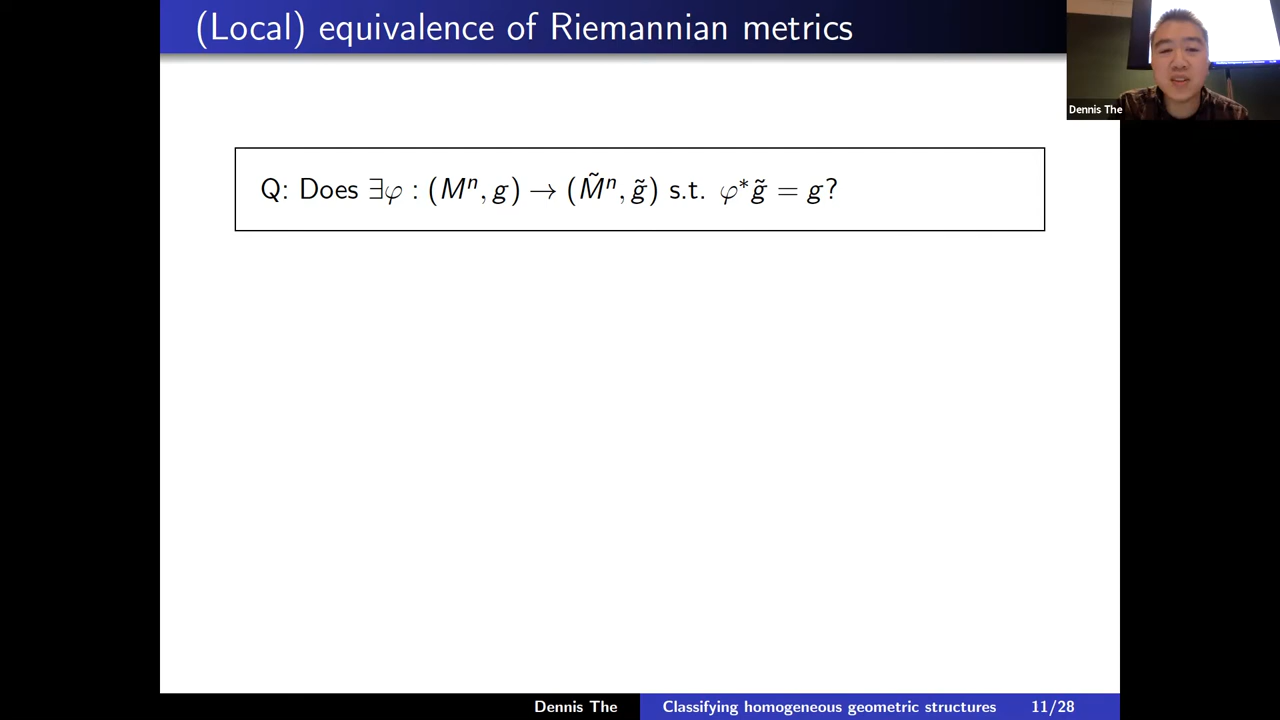 (Local) equivalence of Riemannian metrics
Dennis The
Q: Does ∃φ : (Mⁿ, g) → (M̃ⁿ, g̃) s.t. φ*g̃ = g?
Dennis The Classifying homogeneous geometric structures 11/28